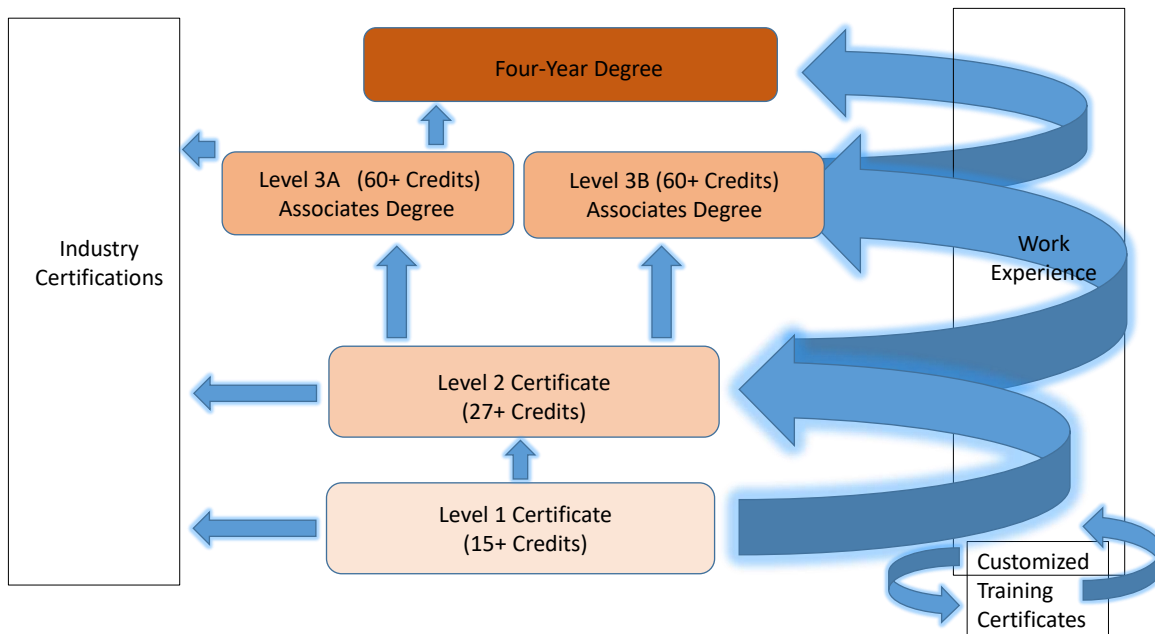 Four-Year Degree
Level 3A (60+ Credits)
Associates Degree
Level 3B (60+ Credits)
Associates Degree
Industry
Certifications
Work
Experience
Level 2 Certificate
(27+ Credits)
Level 1 Certificate
(15+ Credits)
Customized
Training
Certificates